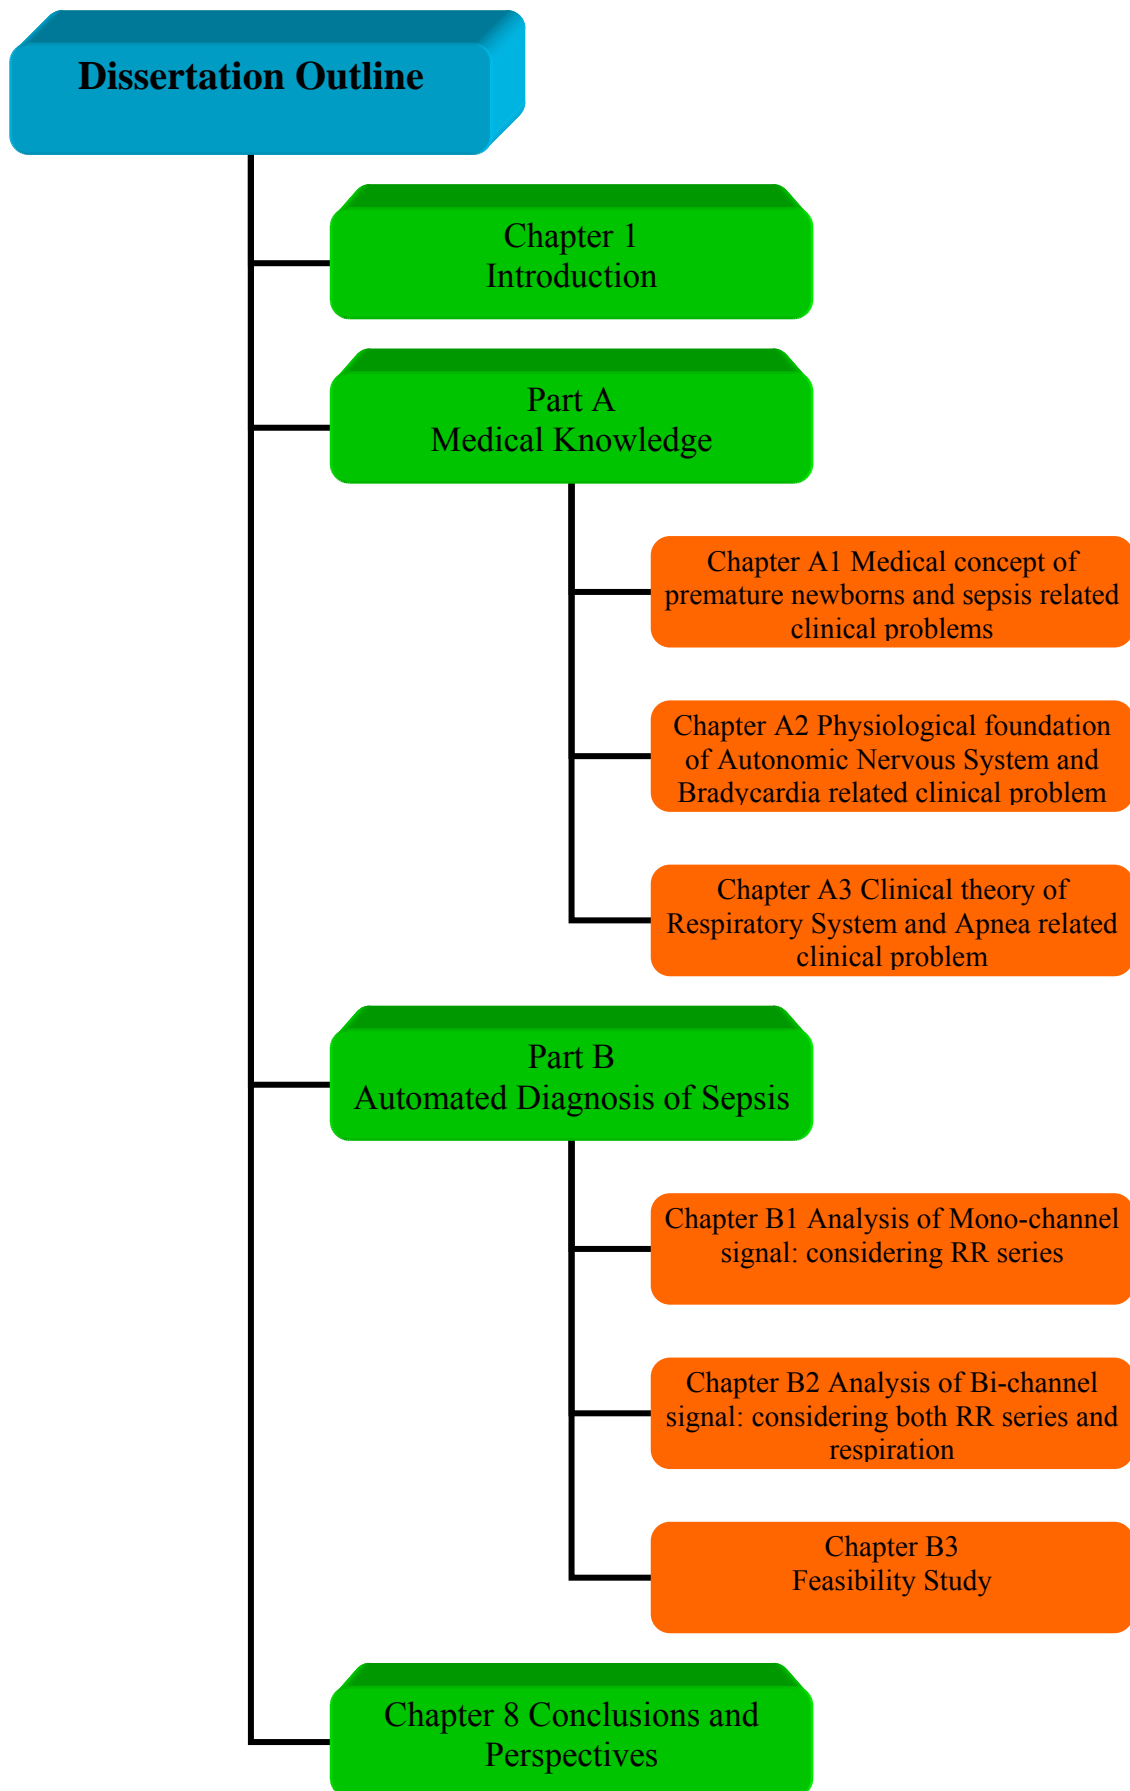 Dissertation Outline
Chapter 1
Introduction
Part A
Medical Knowledge
Chapter A1 Medical concept of
premature newborns and sepsis related
clinical problems
Chapter A2 Physiological foundation
of Autonomic Nervous System and
Bradycardia related clinical problem
Chapter A3 Clinical theory of
Respiratory System and Apnea related
clinical problem
Part B
Automated Diagnosis of Sepsis
Chapter B1 Analysis of Mono-channel
signal: considering RR series
Chapter B2 Analysis of Bi-channel
signal: considering both RR series and
respiration
Chapter B3
Feasibility Study
Chapter 8 Conclusions and
Perspectives